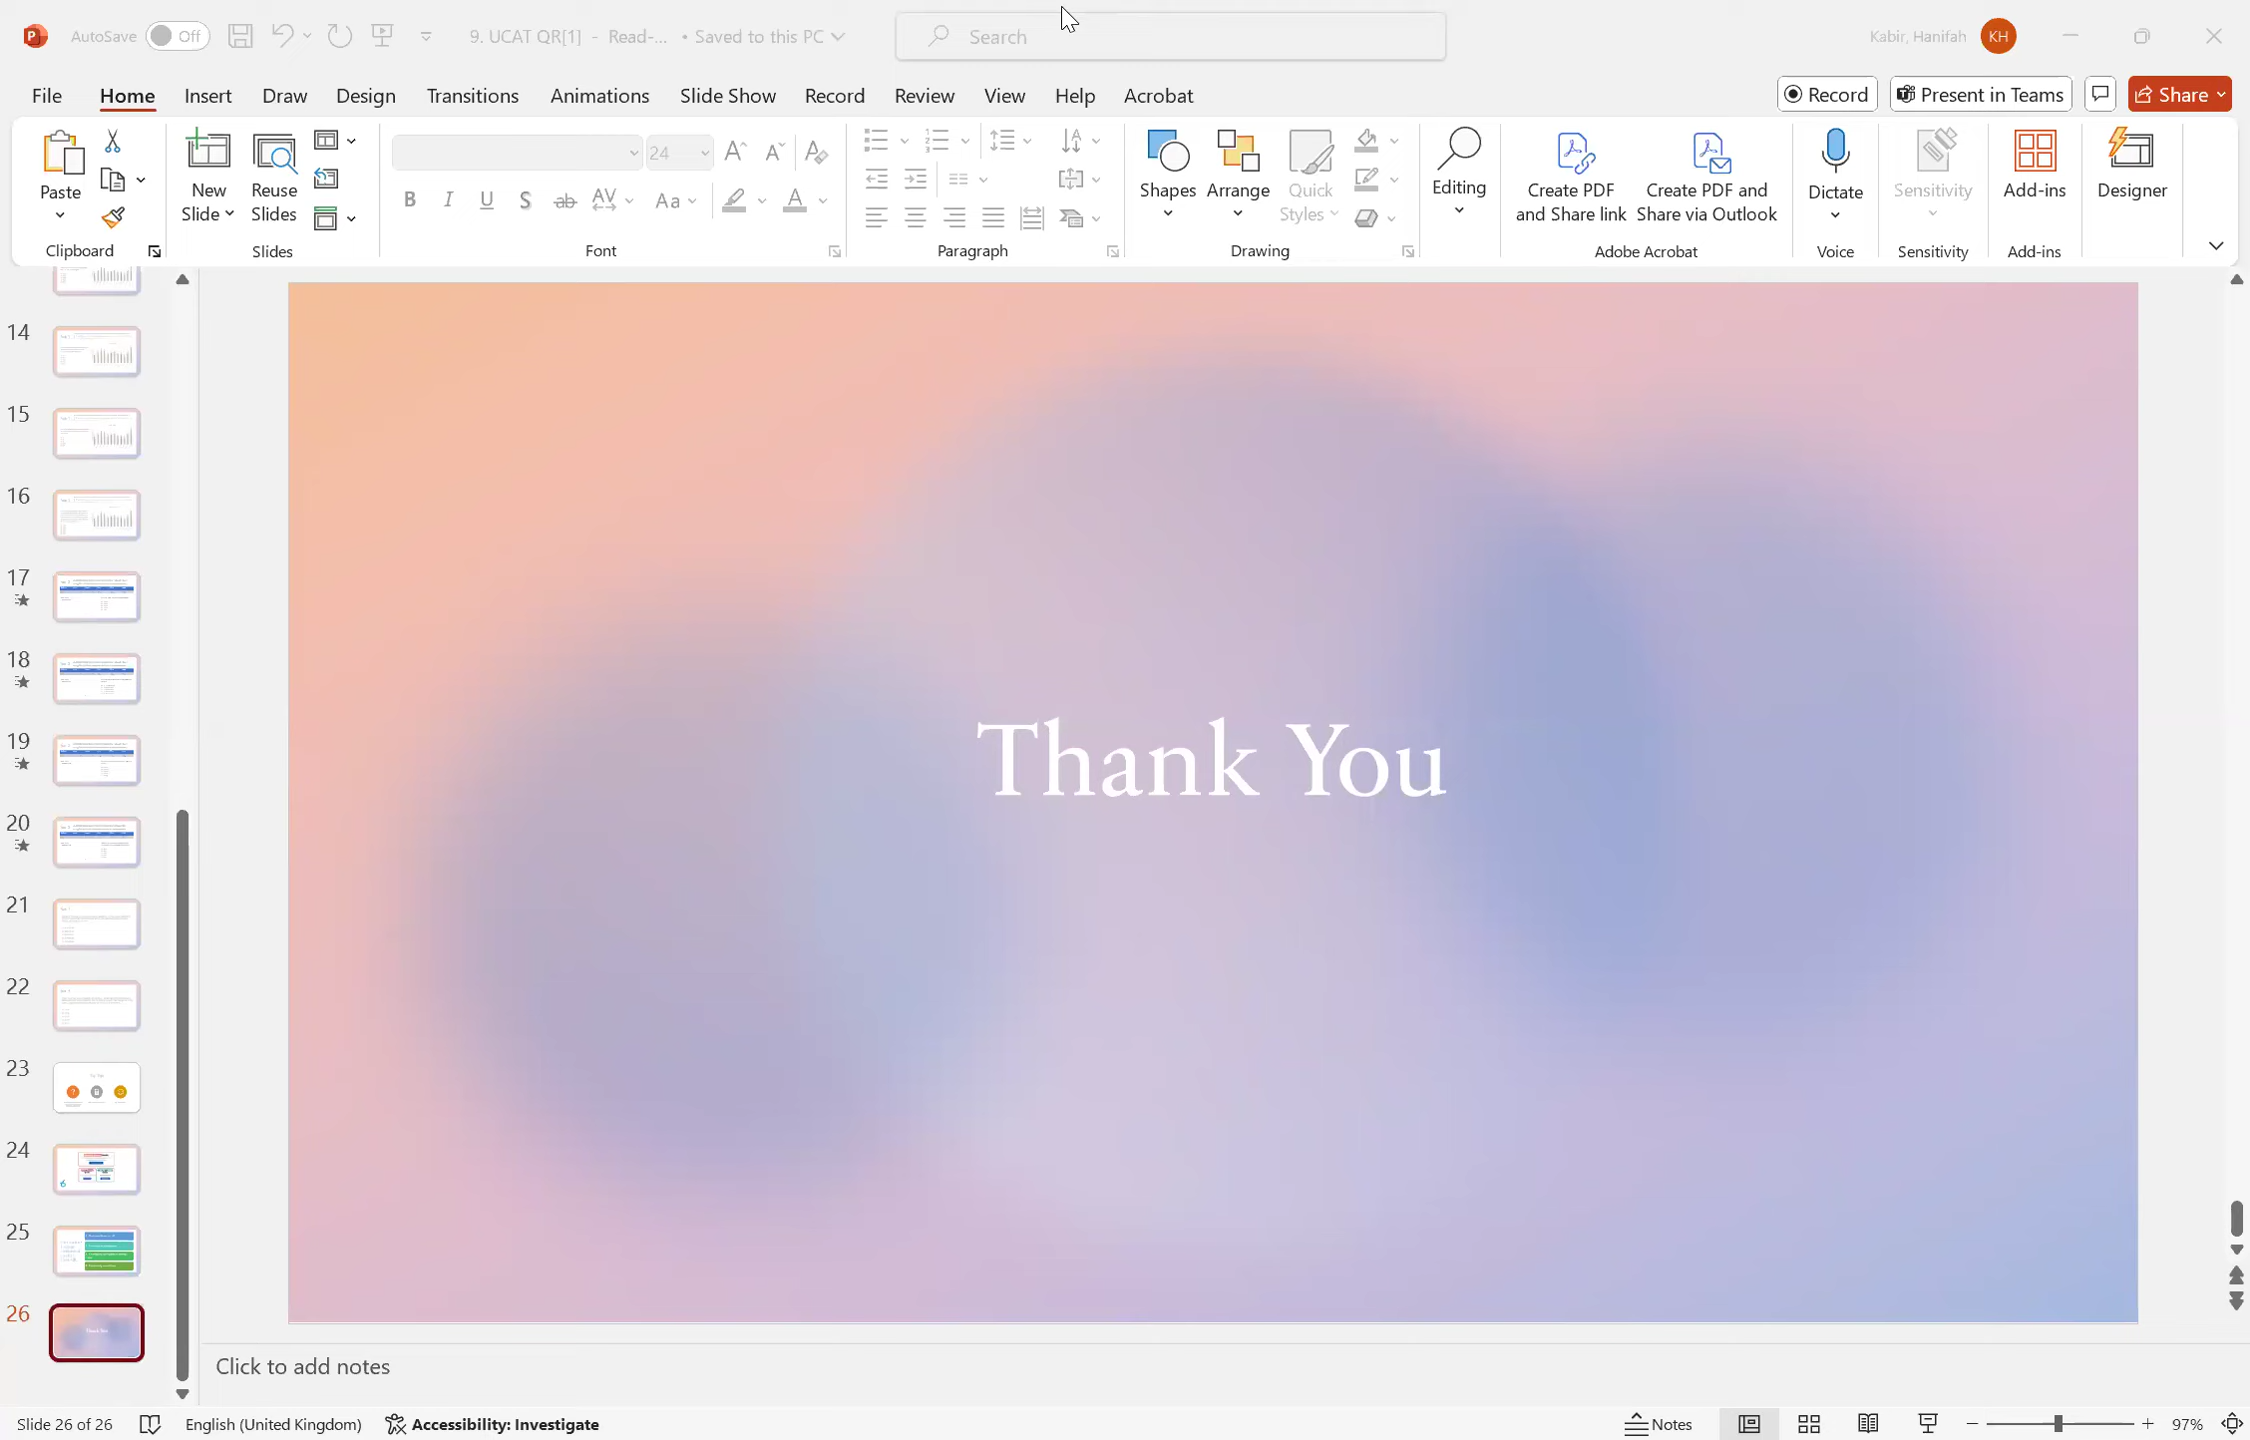 AutoSave Off 9. UCAT QR[1] - Read-... • Saved to this PC Search Kabir, Hanifah KH
File Home Insert Draw Design Transitions Animations Slide Show Record Review View Help Acrobat Record Present in Teams Share
Paste
New Slide
Reuse Slides
24
Shapes
Arrange
Quick Styles
Editing
Create PDF and Share link
Create PDF and Share via Outlook
Dictate
Sensitivity
Add-ins
Designer
Clipboard Slides Font Paragraph Drawing Adobe Acrobat Voice Sensitivity Add-ins
14
15
16
17
18
19
20
21
22
23
24
25
26
Thank You
Click to add notes
Slide 26 of 26 English (United Kingdom) Accessibility: Investigate Notes 97%